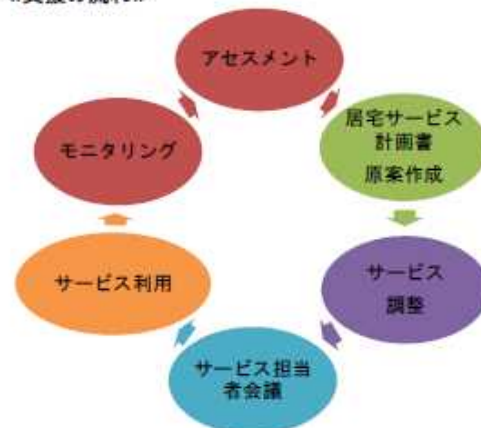 アセスメント
居宅サービス
計画書
原案作成
サービス
調整
サービス担当
者会議
サービス利用
モニタリング